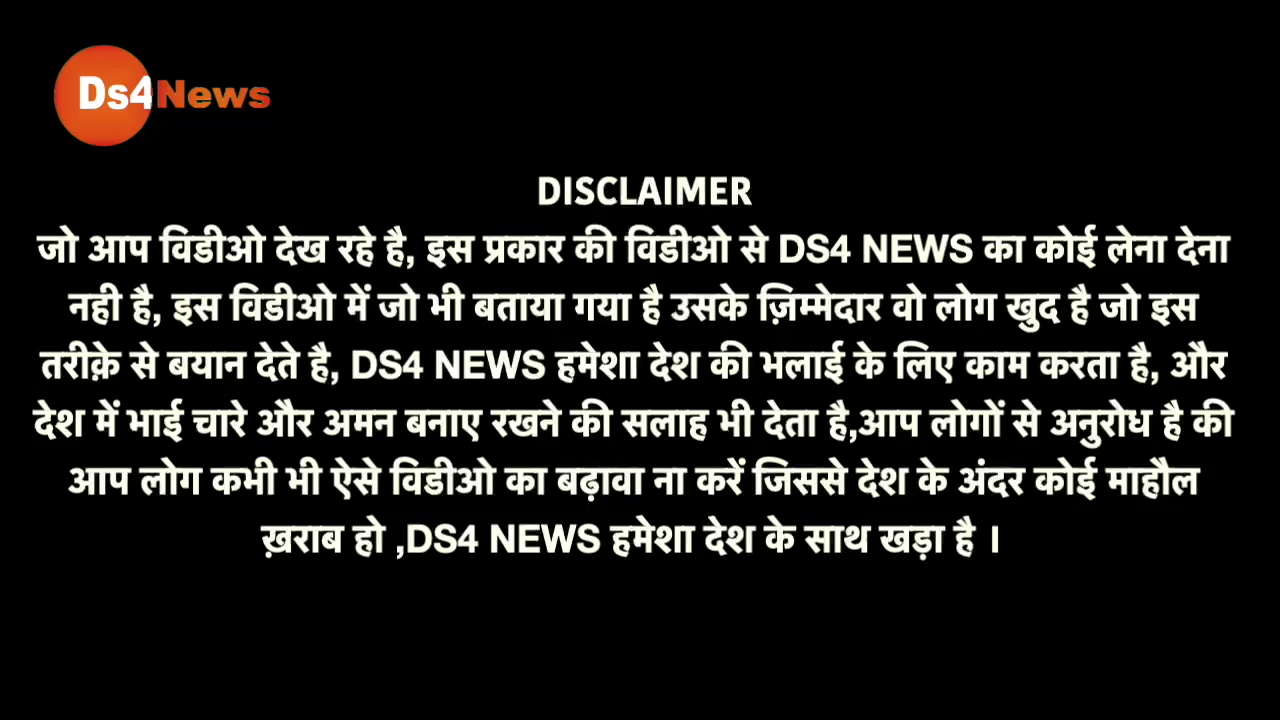 Ds4News
DISCLAIMER
जो आप विडीओ देख रहे है, इस प्रकार की विडीओ से DS4 NEWS का कोई लेना देना
नही है, इस विडीओ में जो भी बताया गया है उसके ज़िम्मेदार वो लोग खुद है जो इस
तरीक़े से बयान देते है, DS4 NEWS हमेशा देश की भलाई के लिए काम करता है, और
देश में भाई चारे और अमन बनाए रखने की सलाह भी देता है,आप लोगों से अनुरोध है की
आप लोग कभी भी ऐसे विडीओ का बढ़ावा ना करें जिससे देश के अंदर कोई माहौल
ख़राब हो ,DS4 NEWS हमेशा देश के साथ खड़ा है ।